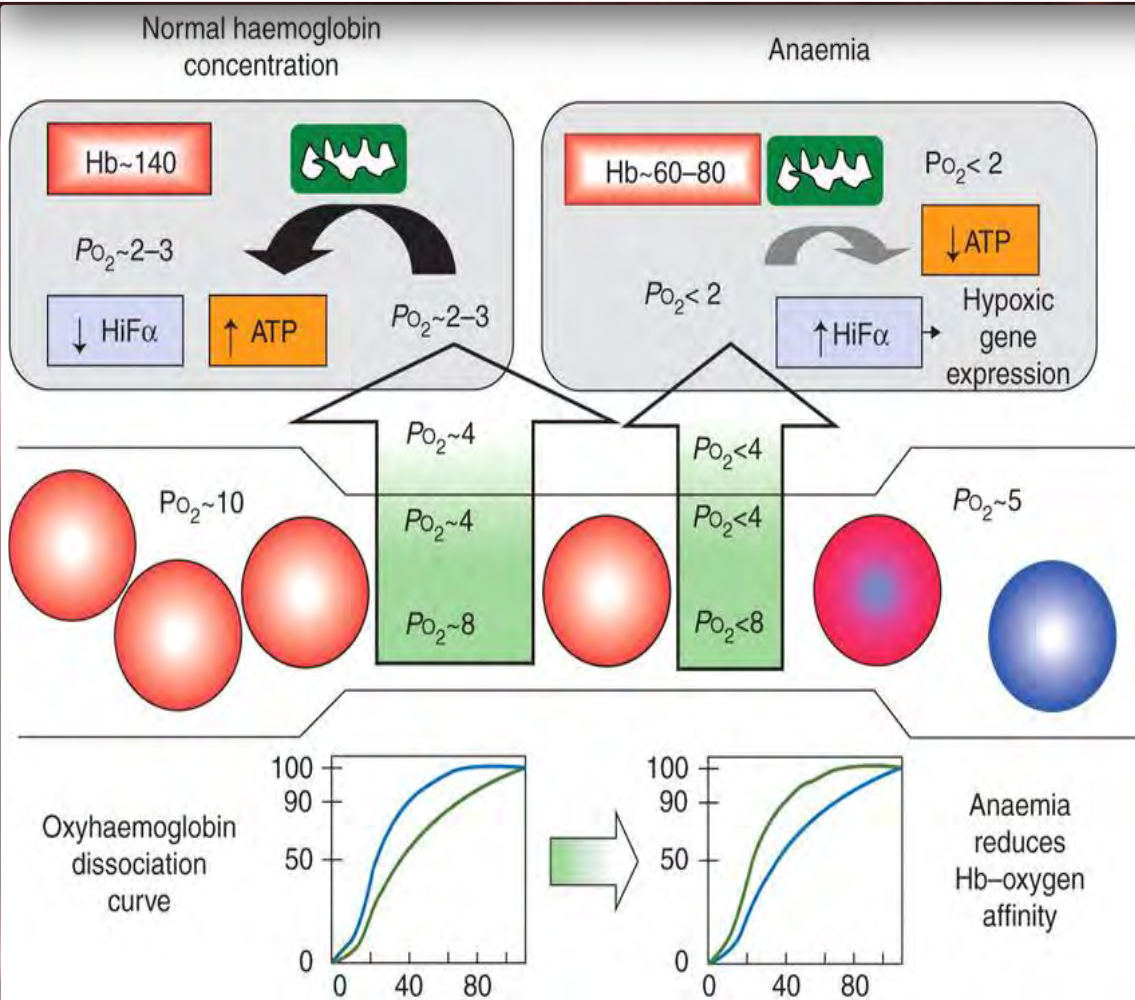 Normal haemoglobin
concentration
Anaemia
Hb~140
PO₂~2–3
↓ HiFα
↑ ATP
PO₂~2–3
Hb~60–80
PO₂< 2
↓ATP
PO₂< 2
↑HiFα
Hypoxic
gene
expression
PO₂~4
PO₂<4
PO₂~10
PO₂~4
PO₂<4
PO₂~5
PO₂~8
PO₂<8
Oxyhaemoglobin
dissociation
curve
100
90
50
0
0 40 80
100
90
50
0
0 40 80
Anaemia
reduces
Hb–oxygen
affinity